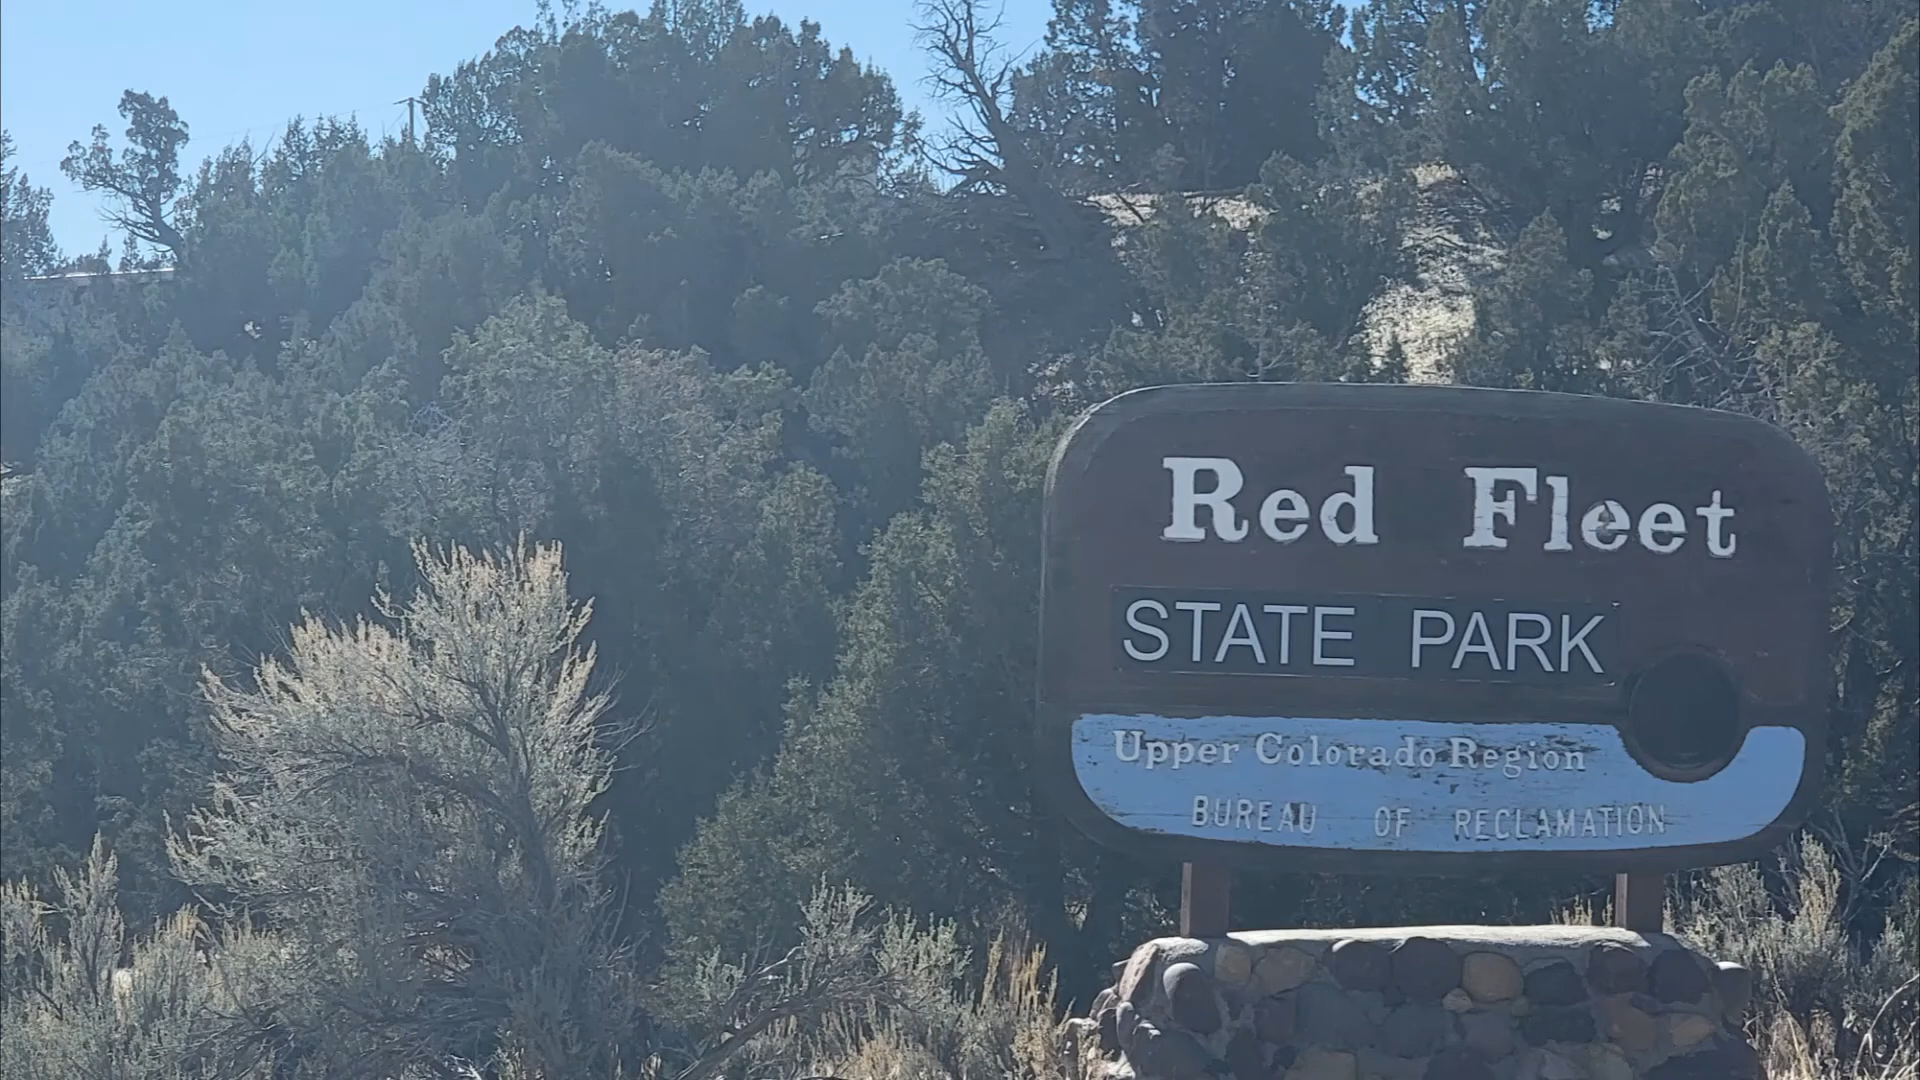 Red Fleet
STATE PARK
Upper Colorado Region
BUREAU OF RECLAMATION